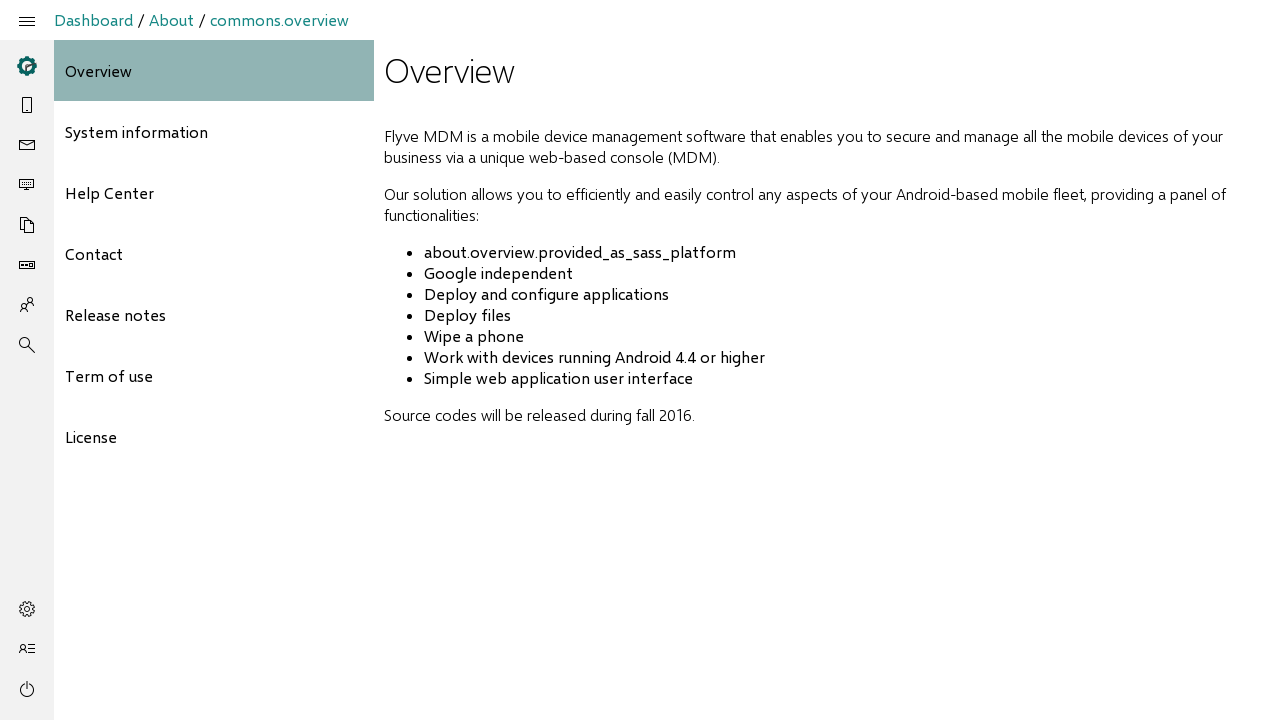 Dashboard / About / commons.overview
Overview
System information
Help Center
Contact
Release notes
Term of use
License
Overview
Flyve MDM is a mobile device management software that enables you to secure and manage all the mobile devices of your
business via a unique web-based console (MDM).
Our solution allows you to efficiently and easily control any aspects of your Android-based mobile fleet, providing a panel of
functionalities:
• about.overview.provided_as_sass_platform
• Google independent
• Deploy and configure applications
• Deploy files
• Wipe a phone
• Work with devices running Android 4.4 or higher
• Simple web application user interface
Source codes will be released during fall 2016.